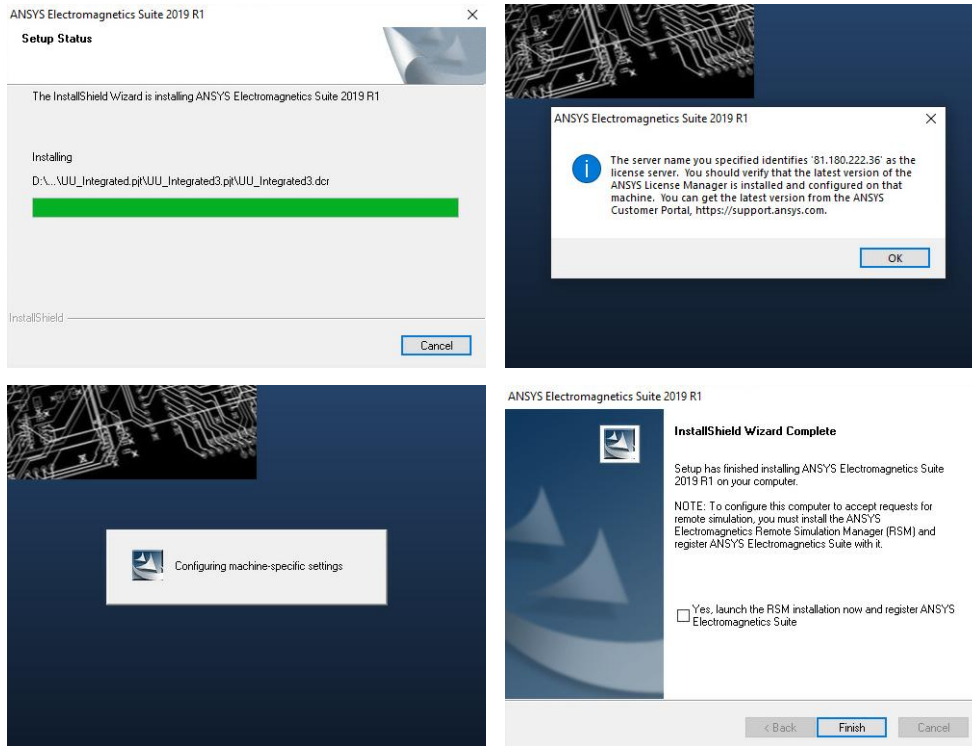 ANSYS Electromagnetics Suite 2019 R1
Setup Status
The InstallShield Wizard is installing ANSYS Electromagnetics Suite 2019 R1
Installing
D:\...\UU_Integrated.pjt\UU_Integrated3.pjt\UU_Integrated3.dcr
InstallShield
Cancel
ANSYS Electromagnetics Suite 2019 R1
The server name you specified identifies '81.180.222.36' as the
license server. You should verify that the latest version of the
ANSYS License Manager is installed and configured on that
machine. You can get the latest version from the ANSYS
Customer Portal, https://support.ansys.com.
OK
Configuring machine-specific settings
ANSYS Electromagnetics Suite 2019 R1
InstallShield Wizard Complete
Setup has finished installing ANSYS Electromagnetics Suite
2019 R1 on your computer.
NOTE: To configure this computer to accept requests for
remote simulation, you must install the ANSYS
Electromagnetics Remote Simulation Manager (RSM) and
register ANSYS Electromagnetics Suite with it.
Yes, launch the RSM installation now and register ANSYS
Electromagnetics Suite
< Back
Finish
Cancel